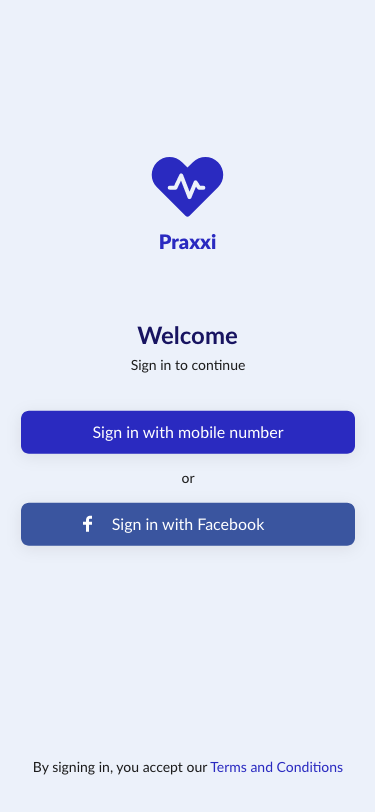 Praxxi
Welcome
Sign in to continue
Sign in with mobile number
or
Sign in with Facebook
By signing in, you accept our Terms and Conditions